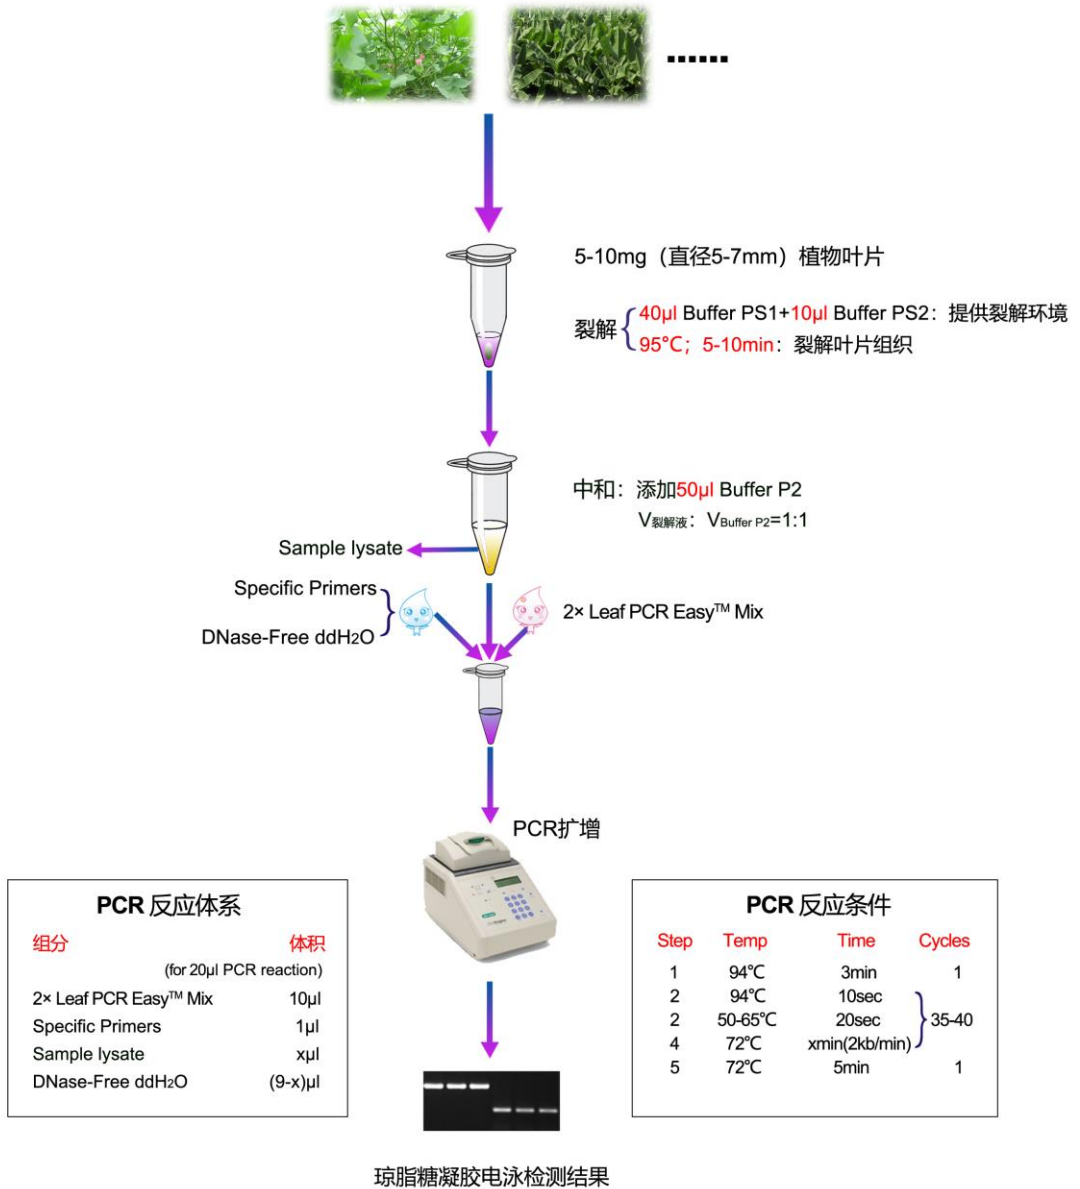 ······
5-10mg（直径5-7mm）植物叶片
裂解
40µl Buffer PS1+10µl Buffer PS2：提供裂解环境
95℃；5-10min：裂解叶片组织
中和：添加50µl Buffer P2
V裂解液：VBuffer P2=1:1
Sample lysate
Specific Primers
DNase-Free ddH2O
2× Leaf PCR Easy™ Mix
PCR扩增
PCR 反应体系
组分 体积
(for 20µl PCR reaction)
2× Leaf PCR Easy™ Mix 10µl
Specific Primers 1µl
Sample lysate xµl
DNase-Free ddH2O (9-x)µl
PCR 反应条件
Step Temp Time Cycles
1 94℃ 3min 1
2 94℃ 10sec
2 50-65℃ 20sec 35-40
4 72℃ xmin(2kb/min)
5 72℃ 5min 1
琼脂糖凝胶电泳检测结果